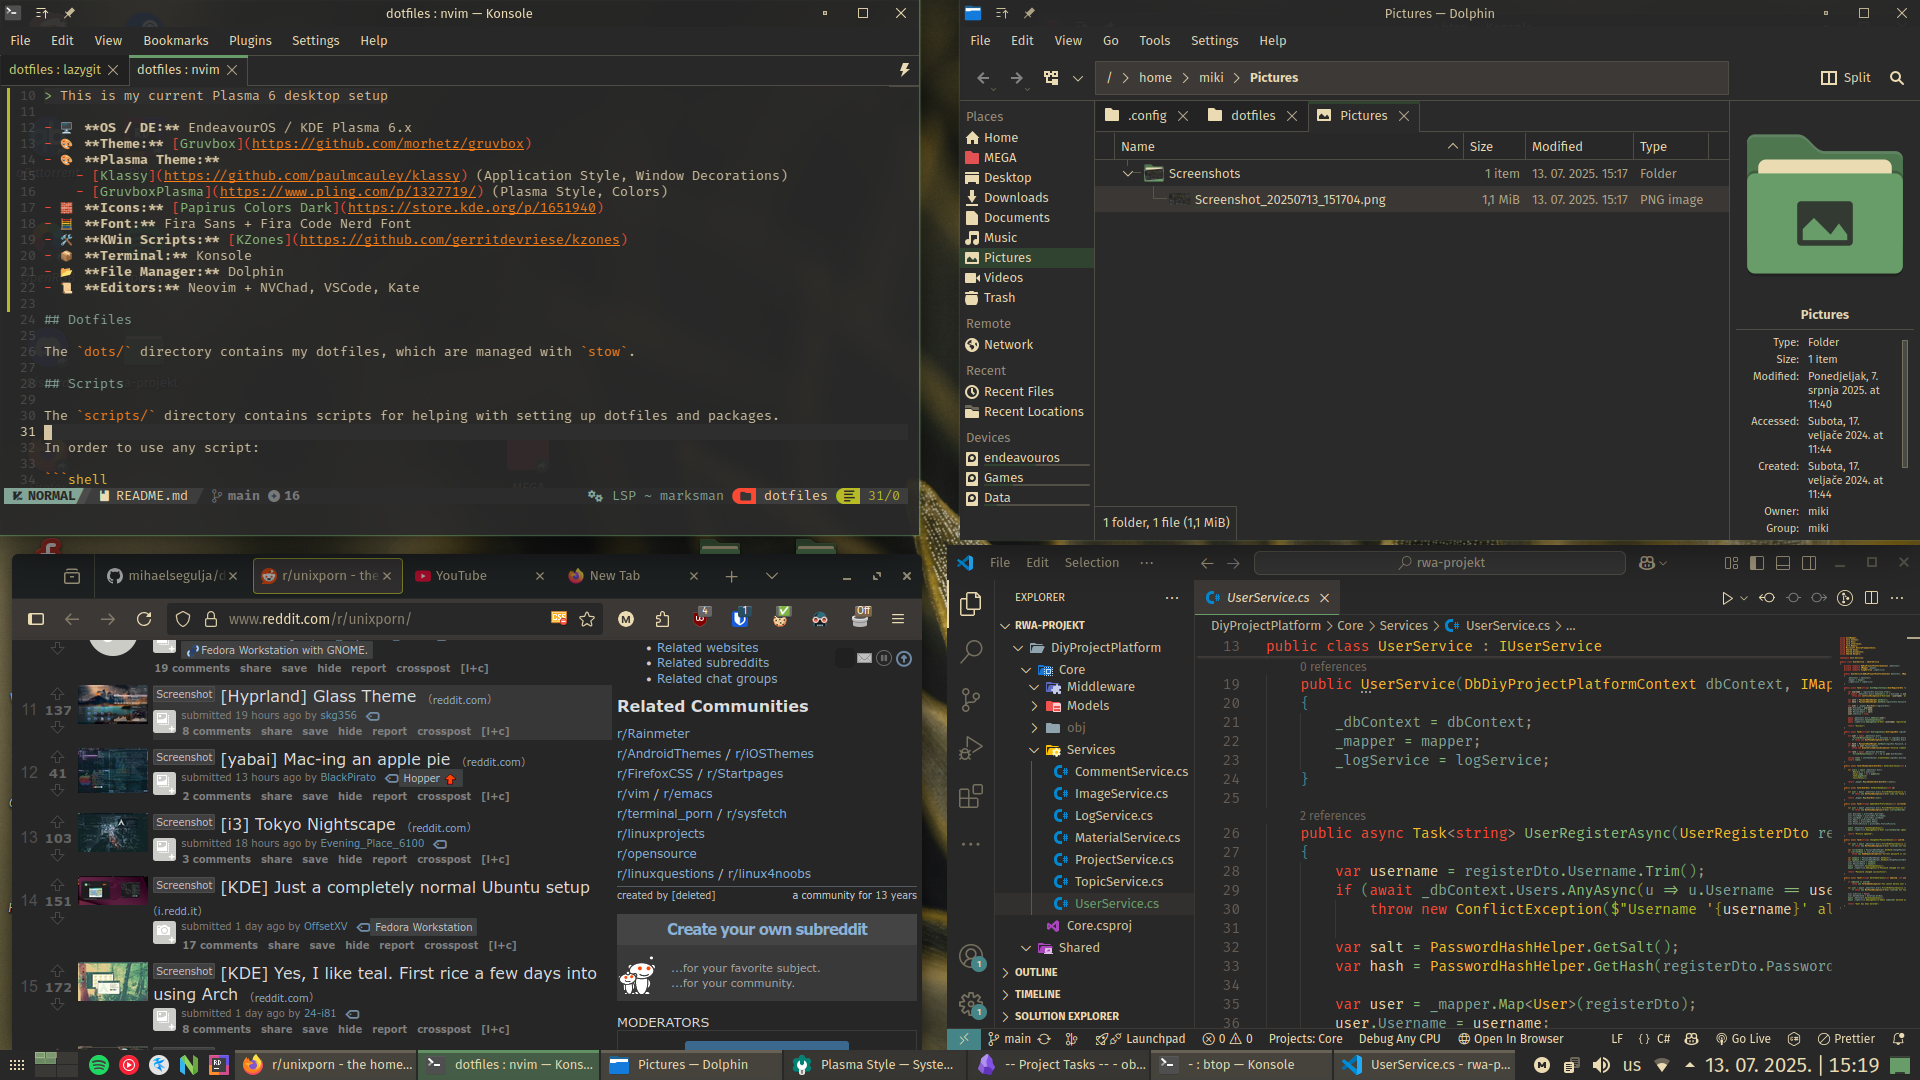 dotfiles : nvim — Konsole
File Edit View Bookmarks Plugins Settings Help
dotfiles : lazygit
dotfiles : nvim
10 > This is my current Plasma 6 desktop setup
11
12 - **OS / DE:** EndeavourOS / KDE Plasma 6.x
13 - **Theme:** [Gruvbox](https://github.com/morhetz/gruvbox)
14 - **Plasma Theme:**
15 - [Klassy](https://github.com/paulmcauley/klassy) (Application Style, Window Decorations)
16 - [GruvboxPlasma](https://www.pling.com/p/1327719/) (Plasma Style, Colors)
17 - **Icons:** [Papirus Colors Dark](https://store.kde.org/p/1651940)
18 - **Font:** Fira Sans + Fira Code Nerd Font
19 - **KWin Scripts:** [KZones](https://github.com/gerritdevriese/kzones)
20 - **Terminal:** Konsole
21 - **File Manager:** Dolphin
22 - **Editors:** Neovim + NVChad, VSCode, Kate
23
24 ## Dotfiles
25
26 The `dots/` directory contains my dotfiles, which are managed with `stow`.
27
28 ## Scripts
29
30 The `scripts/` directory contains scripts for helping with setting up dotfiles and packages.
31
32 In order to use any script:
33
34 ```shell
NORMAL README.md main 16 LSP ~ marksman dotfiles 31/0
Pictures — Dolphin
File Edit View Go Tools Settings Help
/ > home > miki > Pictures
Split
.config
dotfiles
Pictures
Places
Home
MEGA
Desktop
Downloads
Documents
Music
Pictures
Videos
Trash
Remote
Network
Recent
Recent Files
Recent Locations
Devices
endeavouros
Games
Data
Name Size Modified Type
Screenshots 1 item 13. 07. 2025. 15:17 Folder
Screenshot_20250713_151704.png 1,1 MiB 13. 07. 2025. 15:17 PNG image
1 folder, 1 file (1,1 MiB)
Pictures
Type: Folder
Size: 1 item
Modified: Ponedjeljak, 7.
srpnja 2025. at
11:40
Accessed: Subota, 17.
veljače 2024. at
11:44
Created: Subota, 17.
veljače 2024. at
11:44
Owner: miki
Group: miki
mihaelsegulja/d
r/unixporn - the
YouTube
New Tab
www.reddit.com/r/unixporn/
4
1
Off
Fedora Workstation with GNOME.
19 comments share save hide report crosspost [l+c]
11 137 Screenshot [Hyprland] Glass Theme (reddit.com)
submitted 19 hours ago by skg356
8 comments share save hide report crosspost [l+c]
12 41 Screenshot [yabai] Mac-ing an apple pie (reddit.com)
submitted 13 hours ago by BlackPirato Hopper
2 comments share save hide report crosspost [l+c]
13 103 Screenshot [i3] Tokyo Nightscape (reddit.com)
submitted 18 hours ago by Evening_Place_6100
3 comments share save hide report crosspost [l+c]
14 151 Screenshot [KDE] Just a completely normal Ubuntu setup
(i.redd.it)
submitted 1 day ago by OffsetXV Fedora Workstation
17 comments share save hide report crosspost [l+c]
15 172 Screenshot [KDE] Yes, I like teal. First rice a few days into
using Arch (reddit.com)
submitted 1 day ago by 24-i81
8 comments share save hide report crosspost [l+c]
Related websites
Related subreddits
Related chat groups
Related Communities
r/Rainmeter
r/AndroidThemes / r/iOSThemes
r/FirefoxCSS / r/Startpages
r/vim / r/emacs
r/terminal_porn / r/sysfetch
r/linuxprojects
r/opensource
r/linuxquestions / r/linux4noobs
created by [deleted] a community for 13 years
Create your own subreddit
...for your favorite subject.
...for your community.
MODERATORS
File Edit Selection ...
rwa-projekt
EXPLORER
RWA-PROJEKT
DiyProjectPlatform
Core
Middleware
Models
obj
Services
CommentService.cs
ImageService.cs
LogService.cs
MaterialService.cs
ProjectService.cs
TopicService.cs
UserService.cs
Core.csproj
Shared
OUTLINE
TIMELINE
SOLUTION EXPLORER
1
1
UserService.cs
DiyProjectPlatform > Core > Services > UserService.cs > ...
13 public class UserService : IUserService
0 references
19 public UserService(DbDiyProjectPlatformContext dbContext, IMap
20 {
21 _dbContext = dbContext;
22 _mapper = mapper;
23 _logService = logService;
24 }
25
2 references
26 public async Task<string> UserRegisterAsync(UserRegisterDto re
27 {
28 var username = registerDto.Username.Trim();
29 if (await _dbContext.Users.AnyAsync(u => u.Username == use
30 throw new ConflictException($"Username '{username}' al
31
32 var salt = PasswordHashHelper.GetSalt();
33 var hash = PasswordHashHelper.GetHash(registerDto.Password
34
35 var user = _mapper.Map<User>(registerDto);
36 user.Username = username;
main Launchpad 0 0 Projects: Core Debug Any CPU Open In Browser LF {} C# Go Live Prettier
r/unixporn - the home...
dotfiles : nvim — Kons...
Pictures — Dolphin
Plasma Style — Syste...
-- Project Tasks -- - ob...
- : btop — Konsole
UserService.cs - rwa-p...
us
13. 07. 2025. | 15:19